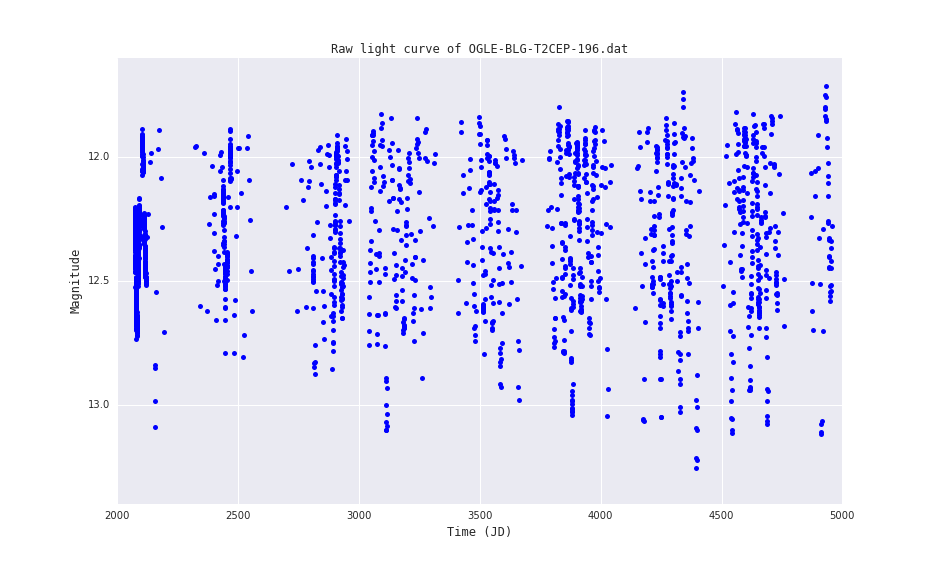 Raw light curve of OGLE-BLG-T2CEP-196.dat
Magnitude
12.0
12.5
13.0
2000 2500 3000 3500 4000 4500 5000
Time (JD)